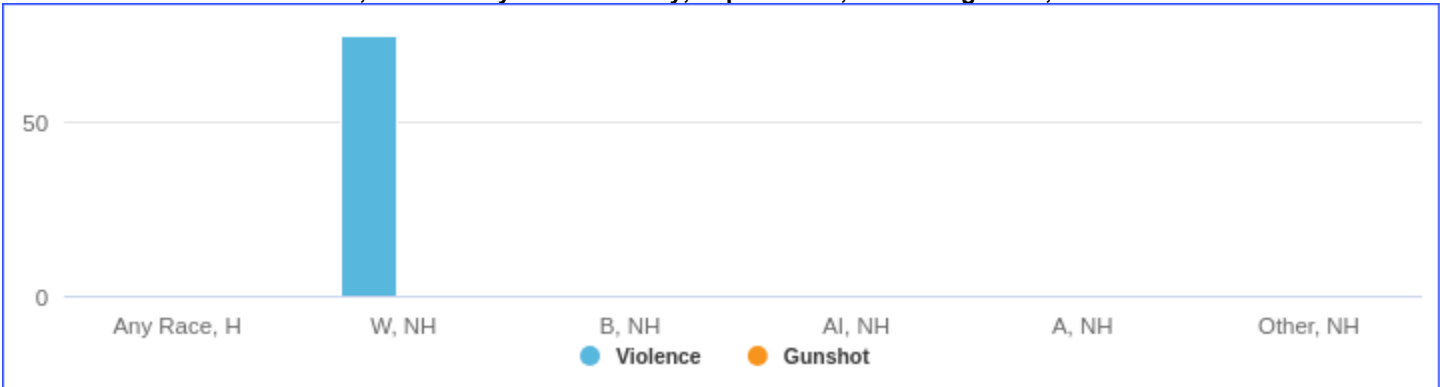 50
0
Any Race, H W, NH B, NH AI, NH A, NH Other, NH
Violence Gunshot